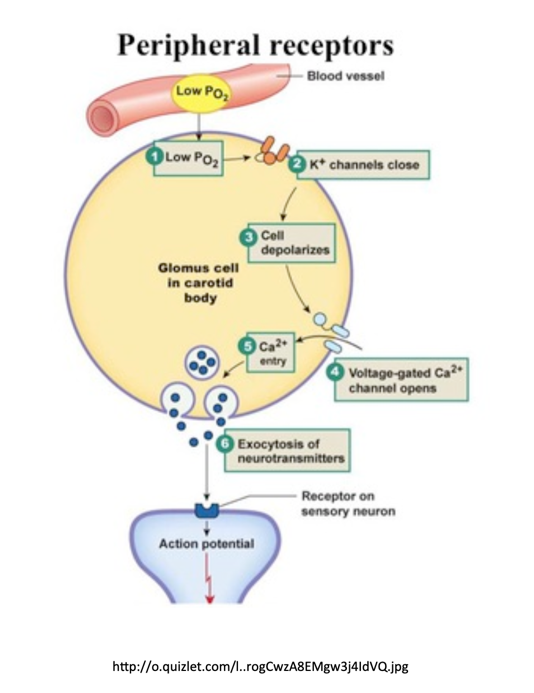 Peripheral receptors
Blood vessel
Low PO₂
1 Low PO₂
2 K⁺ channels close
3 Cell
depolarizes
Glomus cell
in carotid
body
5 Ca²⁺
entry
4 Voltage-gated Ca²⁺
channel opens
6 Exocytosis of
neurotransmitters
Receptor on
sensory neuron
Action potential
http://o.quizlet.com/l..rogCwzA8EMgw3j4IdVQ.jpg